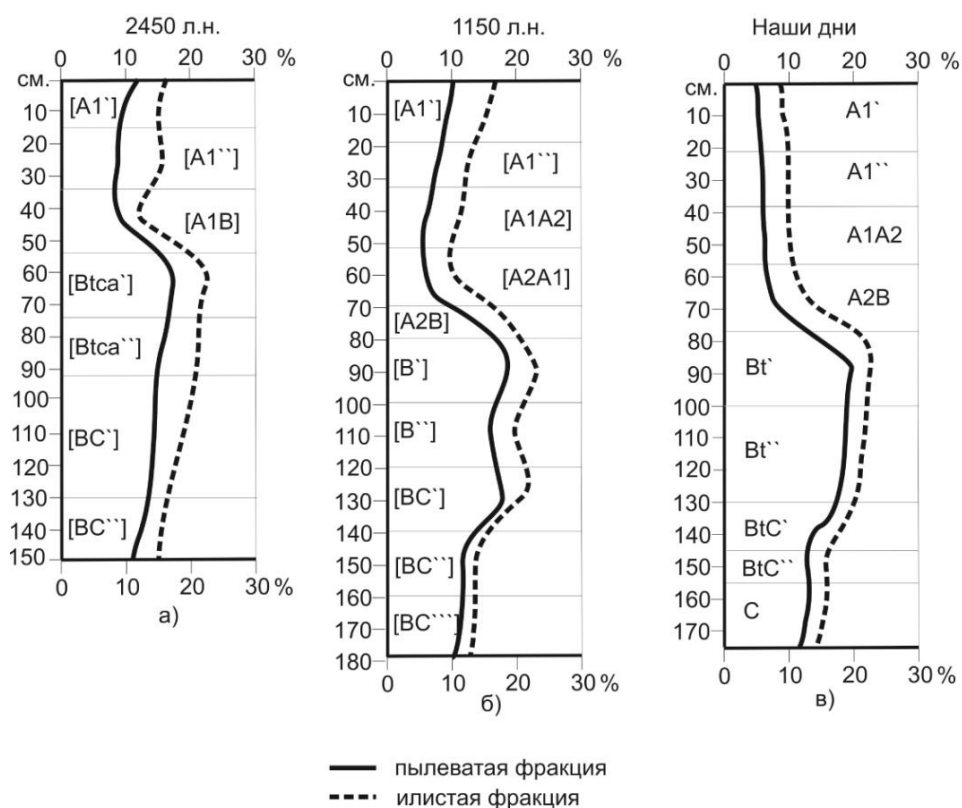 2450 л.н.
0 10 20 30 %
см.
10
20
30
40
50
60
70
80
90
100
110
120
130
140
150
[A1`]
[A1``]
[A1B]
[Btca`]
[Btca``]
[BC`]
[BC``]
0 10 20 30 %
а)
1150 л.н.
0 10 20 30 %
см.
10
20
30
40
50
60
70
80
90
100
110
120
130
140
150
160
170
180
[A1`]
[A1``]
[A1A2]
[A2A1]
[A2B]
[B`]
[B``]
[BC`]
[BC``]
[BC```]
0 10 20 30 %
б)
Наши дни
0 10 20 30 %
см.
10
20
30
40
50
60
70
80
90
100
110
120
130
140
150
160
170
A1`
A1``
A1A2
A2B
Bt`
Bt``
BtC`
BtC``
C
0 10 20 30 %
в)
пылеватая фракция
илистая фракция